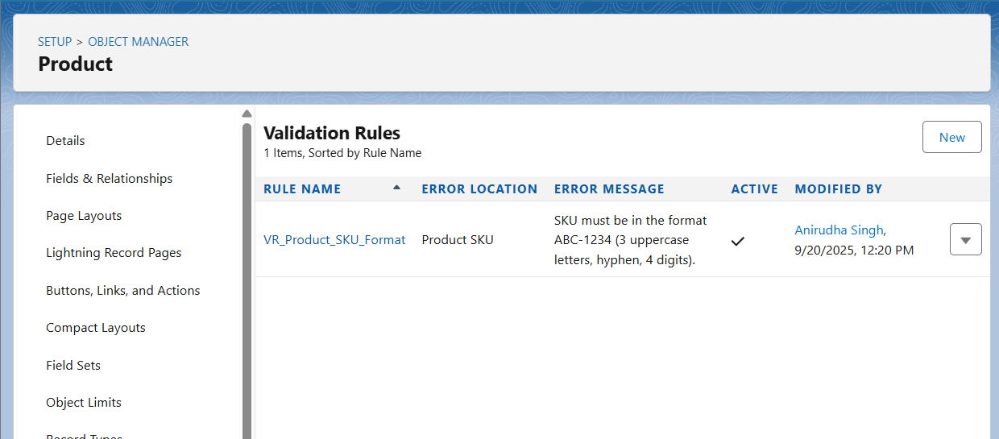 SETUP > OBJECT MANAGER
Product
Details
Fields & Relationships
Page Layouts
Lightning Record Pages
Buttons, Links, and Actions
Compact Layouts
Field Sets
Object Limits
Record Types
Validation Rules
1 Items, Sorted by Rule Name
New
RULE NAME ERROR LOCATION ERROR MESSAGE ACTIVE MODIFIED BY
VR_Product_SKU_Format Product SKU
SKU must be in the format
ABC-1234 (3 uppercase
letters, hyphen, 4 digits).
Anirudha Singh,
9/20/2025, 12:20 PM